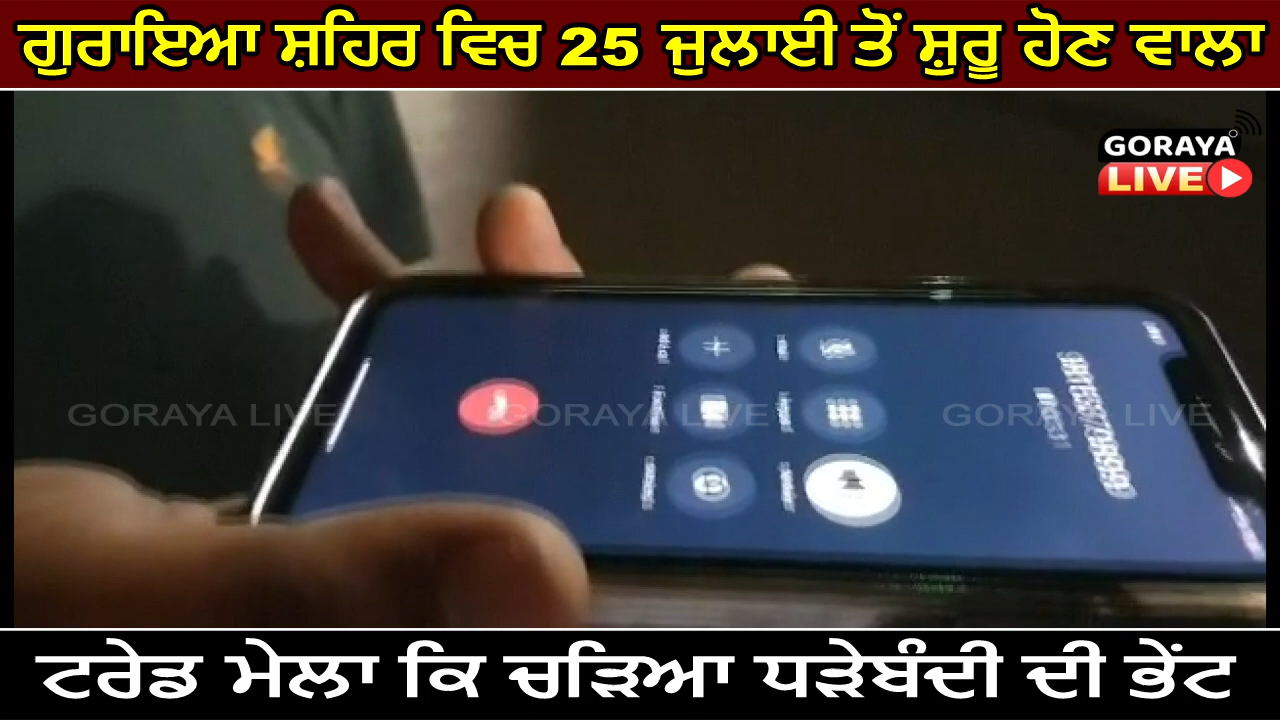 ਗੁਰਾਇਆ ਸ਼ਹਿਰ ਵਿਚ 25 ਜੁਲਾਈ ਤੋਂ ਸ਼ੁਰੂ ਹੋਣ ਵਾਲਾ
GORAYA
LIVE
GORAYA LIVE GORAYA LIVE GORAYA LIVE
ਟਰੇਡ ਮੇਲਾ ਕਿ ਚੜਿਆ ਧੜੇਬੰਦੀ ਦੀ ਭੇਂਟ